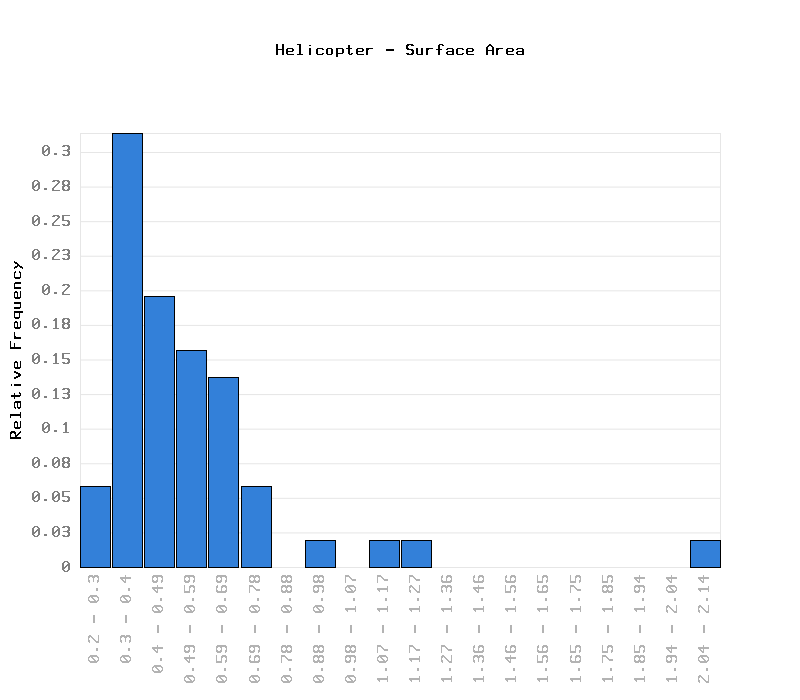 Helicopter - Surface Area
Relative Frequency
0.3
0.28
0.25
0.23
0.2
0.18
0.15
0.13
0.1
0.08
0.05
0.03
0
0.2 - 0.3
0.3 - 0.4
0.4 - 0.49
0.49 - 0.59
0.59 - 0.69
0.69 - 0.78
0.78 - 0.88
0.88 - 0.98
0.98 - 1.07
1.07 - 1.17
1.17 - 1.27
1.27 - 1.36
1.36 - 1.46
1.46 - 1.56
1.56 - 1.65
1.65 - 1.75
1.75 - 1.85
1.85 - 1.94
1.94 - 2.04
2.04 - 2.14